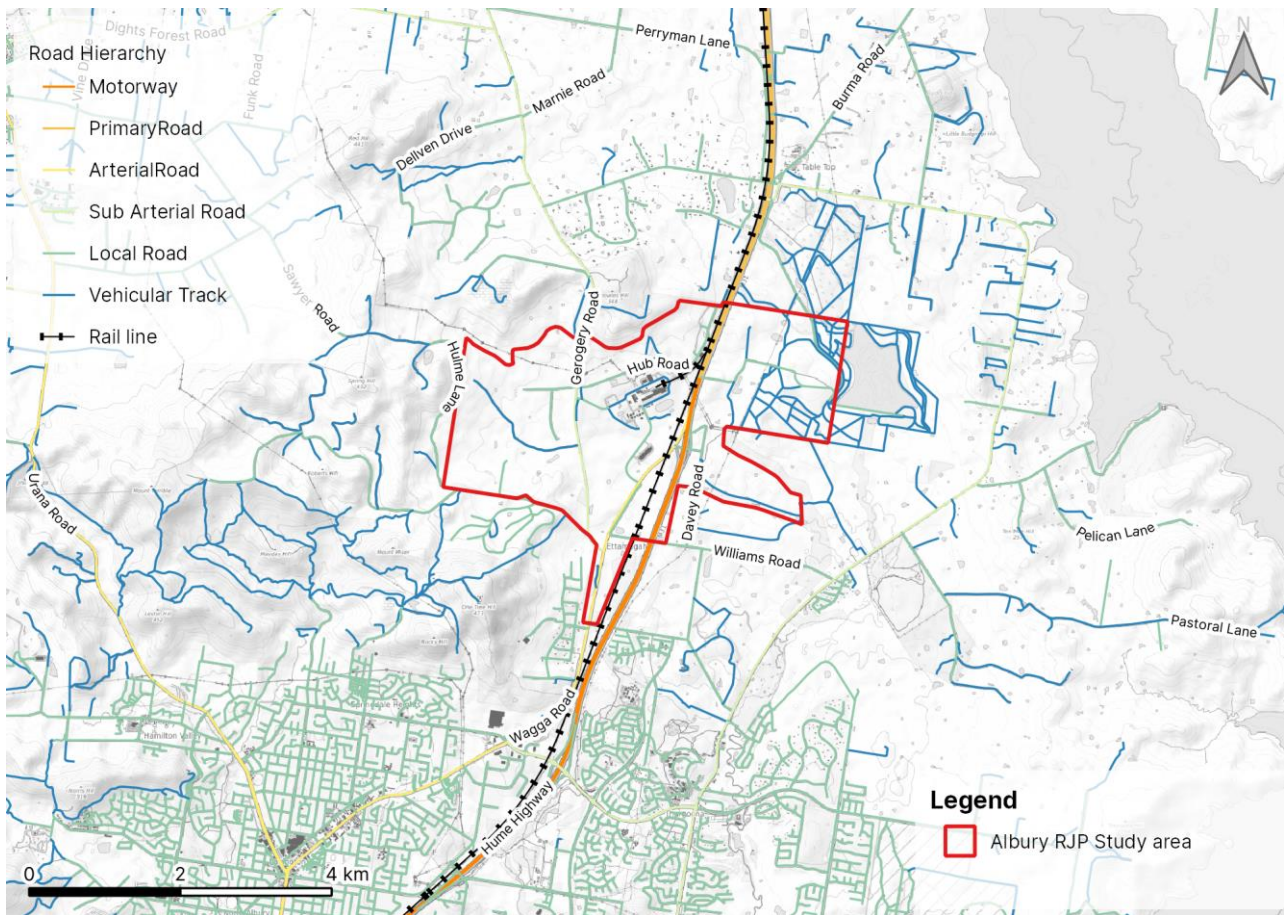 Dights Forest Road
Perryman Lane
N
Road Hierarchy
Motorway
Vine D
Funk Road
Marnie Road
Burma Road
PrimaryRoad
Dellven Drive
ArterialRoad
Table Top
Sub Arterial Road
Local Road
Sawyer Road
Vehicular Track
Rail line
Gerogery Road
Hulme Lane
Hub Road
Urana Road
Davey Road
Williams Road
Pelican Lane
Pastoral Lane
Hamilton Vall
Wagga Road
Hume Highway
Legend
Albury RJP Study area
0 2 4 km